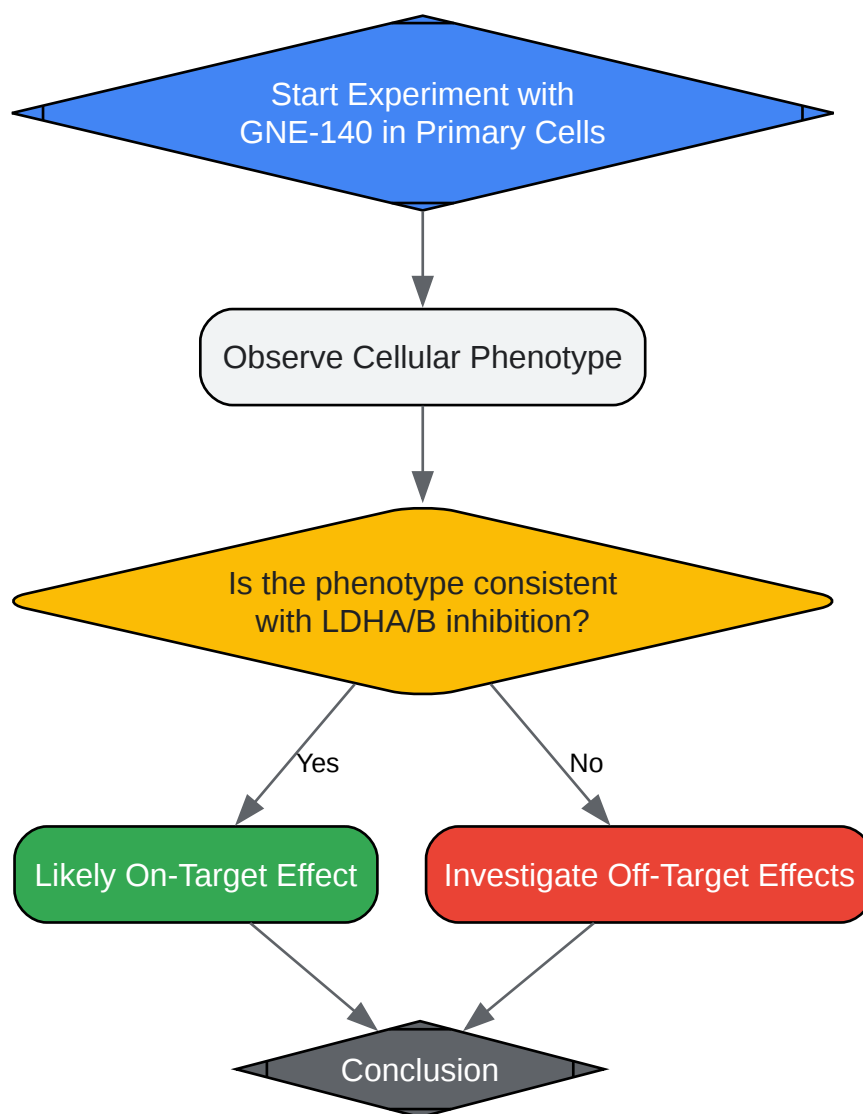 Start Experiment with
GNE-140 in Primary Cells
Observe Cellular Phenotype
Is the phenotype consistent
with LDHA/B inhibition?
Yes
No
Likely On-Target Effect
Investigate Off-Target Effects
Conclusion